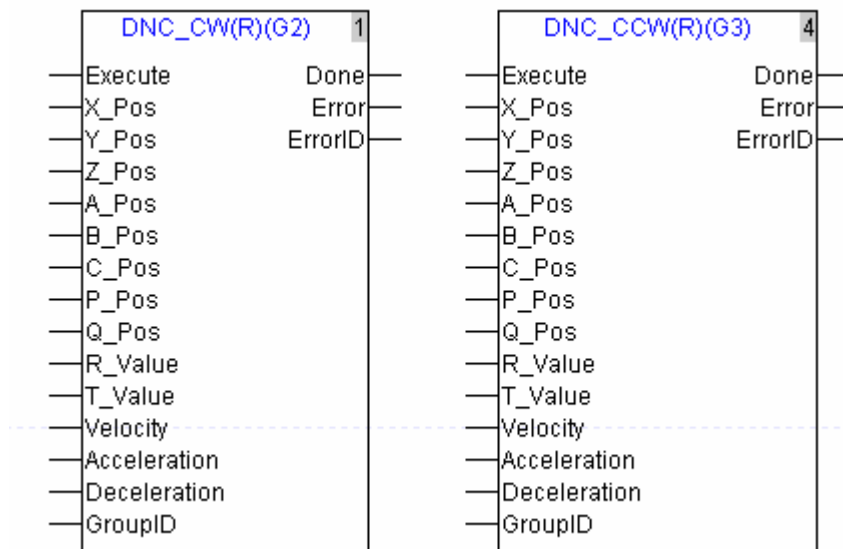 DNC_CW(R)(G2) 1
Execute Done
X_Pos Error
Y_Pos ErrorID
Z_Pos
A_Pos
B_Pos
C_Pos
P_Pos
Q_Pos
R_Value
T_Value
Velocity
Acceleration
Deceleration
GroupID
DNC_CCW(R)(G3) 4
Execute Done
X_Pos Error
Y_Pos ErrorID
Z_Pos
A_Pos
B_Pos
C_Pos
P_Pos
Q_Pos
R_Value
T_Value
Velocity
Acceleration
Deceleration
GroupID